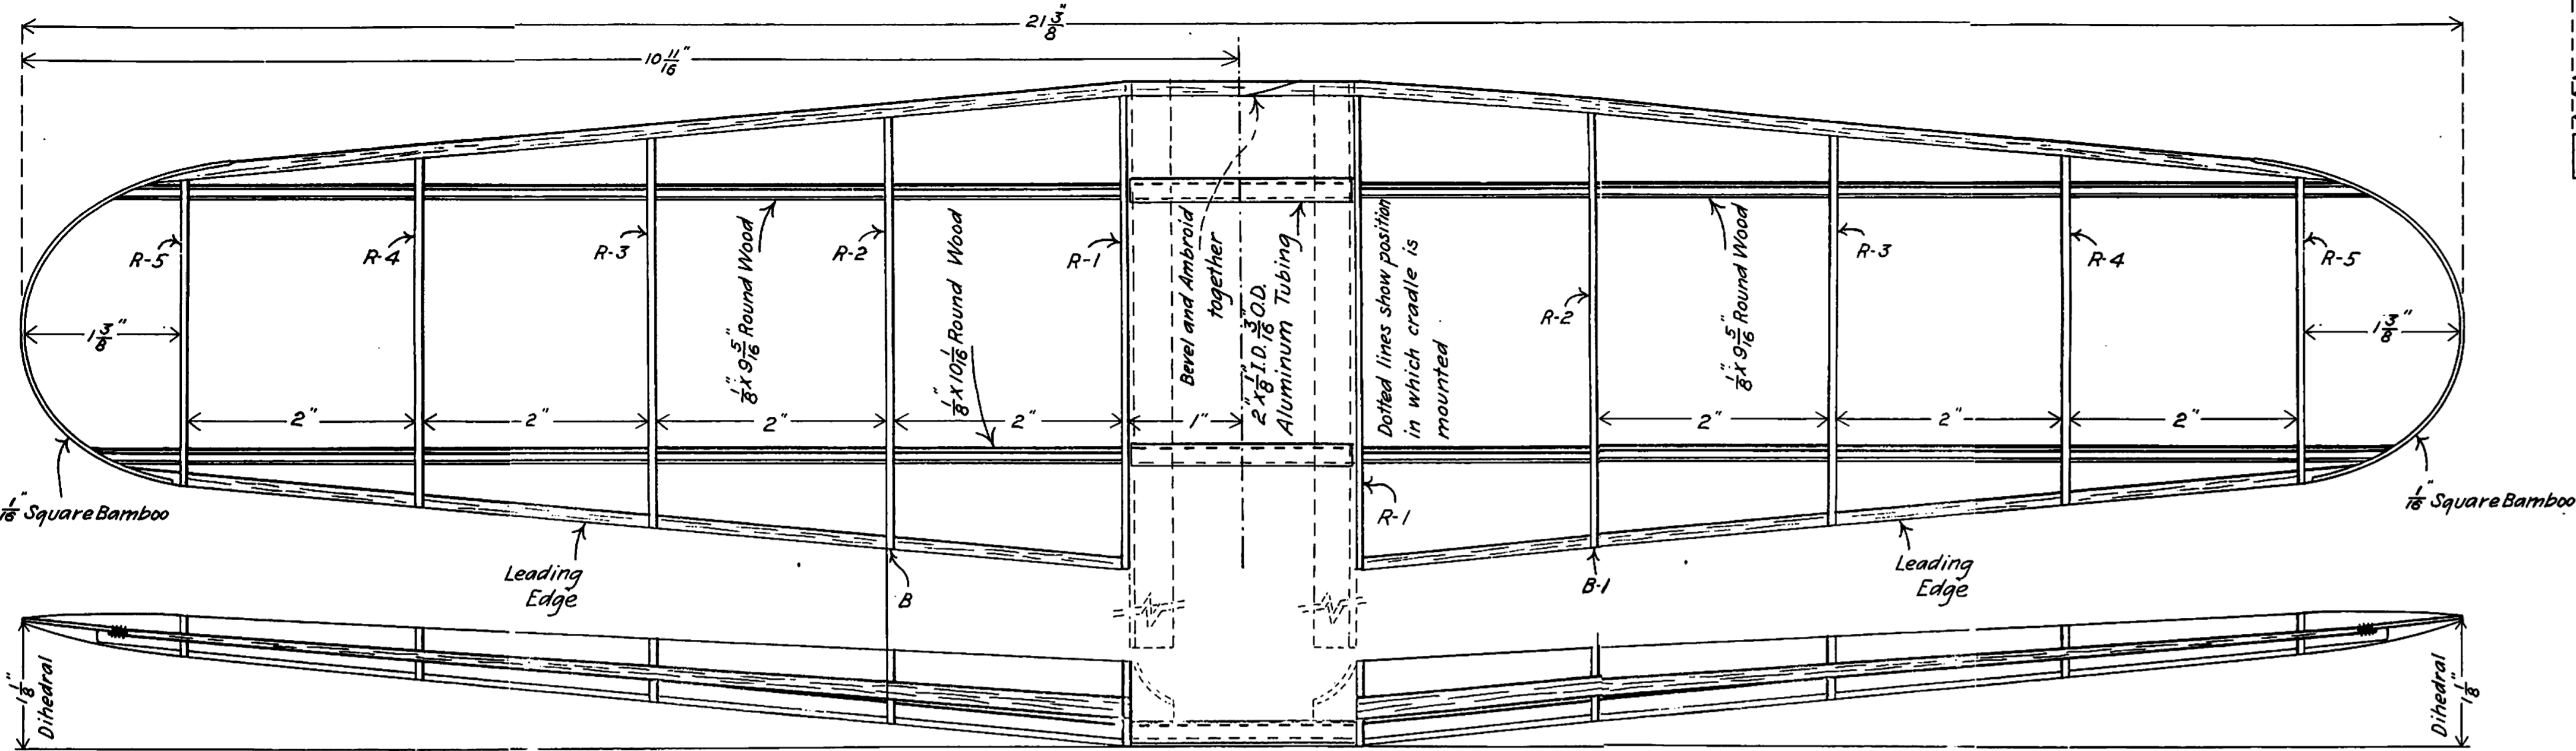 21 3/8"
10 11/16"
R-5
R-4
R-3
R-2
R-1
1/8" X 9 5/16" Round Wood
1/8" X 10 1/16" Round Wood
Bevel and Ambroid
together
2" X 1/8" I.D. 3/16" O.D.
Aluminum Tubing
Dotted lines show position
in which cradle is
mounted
R-2
1/8" X 9 5/16" Round Wood
R-3
R-4
R-5
1 3/8"
1 3/8"
2"
2"
2"
2"
1"
2"
2"
2"
1/16" Square Bamboo
R-1
1/16" Square Bamboo
Leading
Edge
B
B-1
Leading
Edge
1 1/8"
Dihedral
Dihedral
1 1/8"